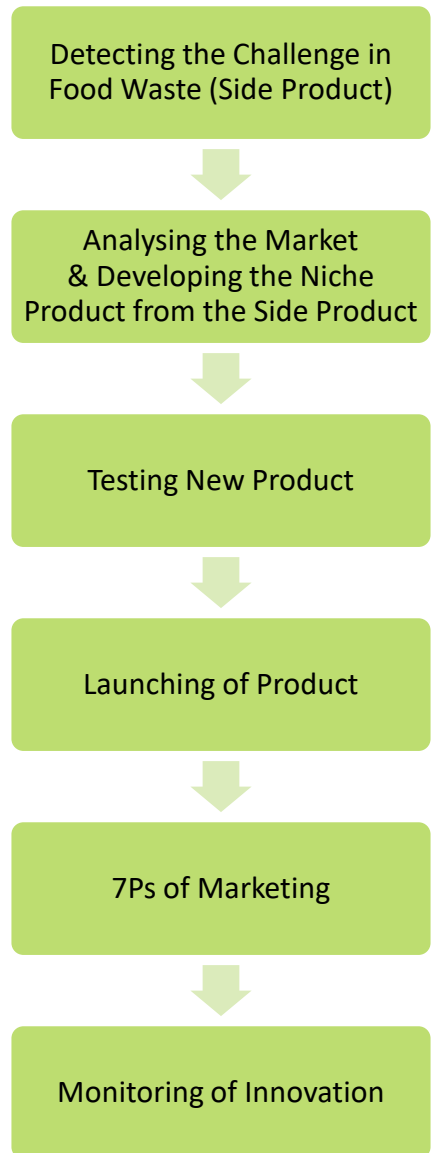 Detecting the Challenge in
Food Waste (Side Product)
Analysing the Market
& Developing the Niche
Product from the Side Product
Testing New Product
Launching of Product
7Ps of Marketing
Monitoring of Innovation